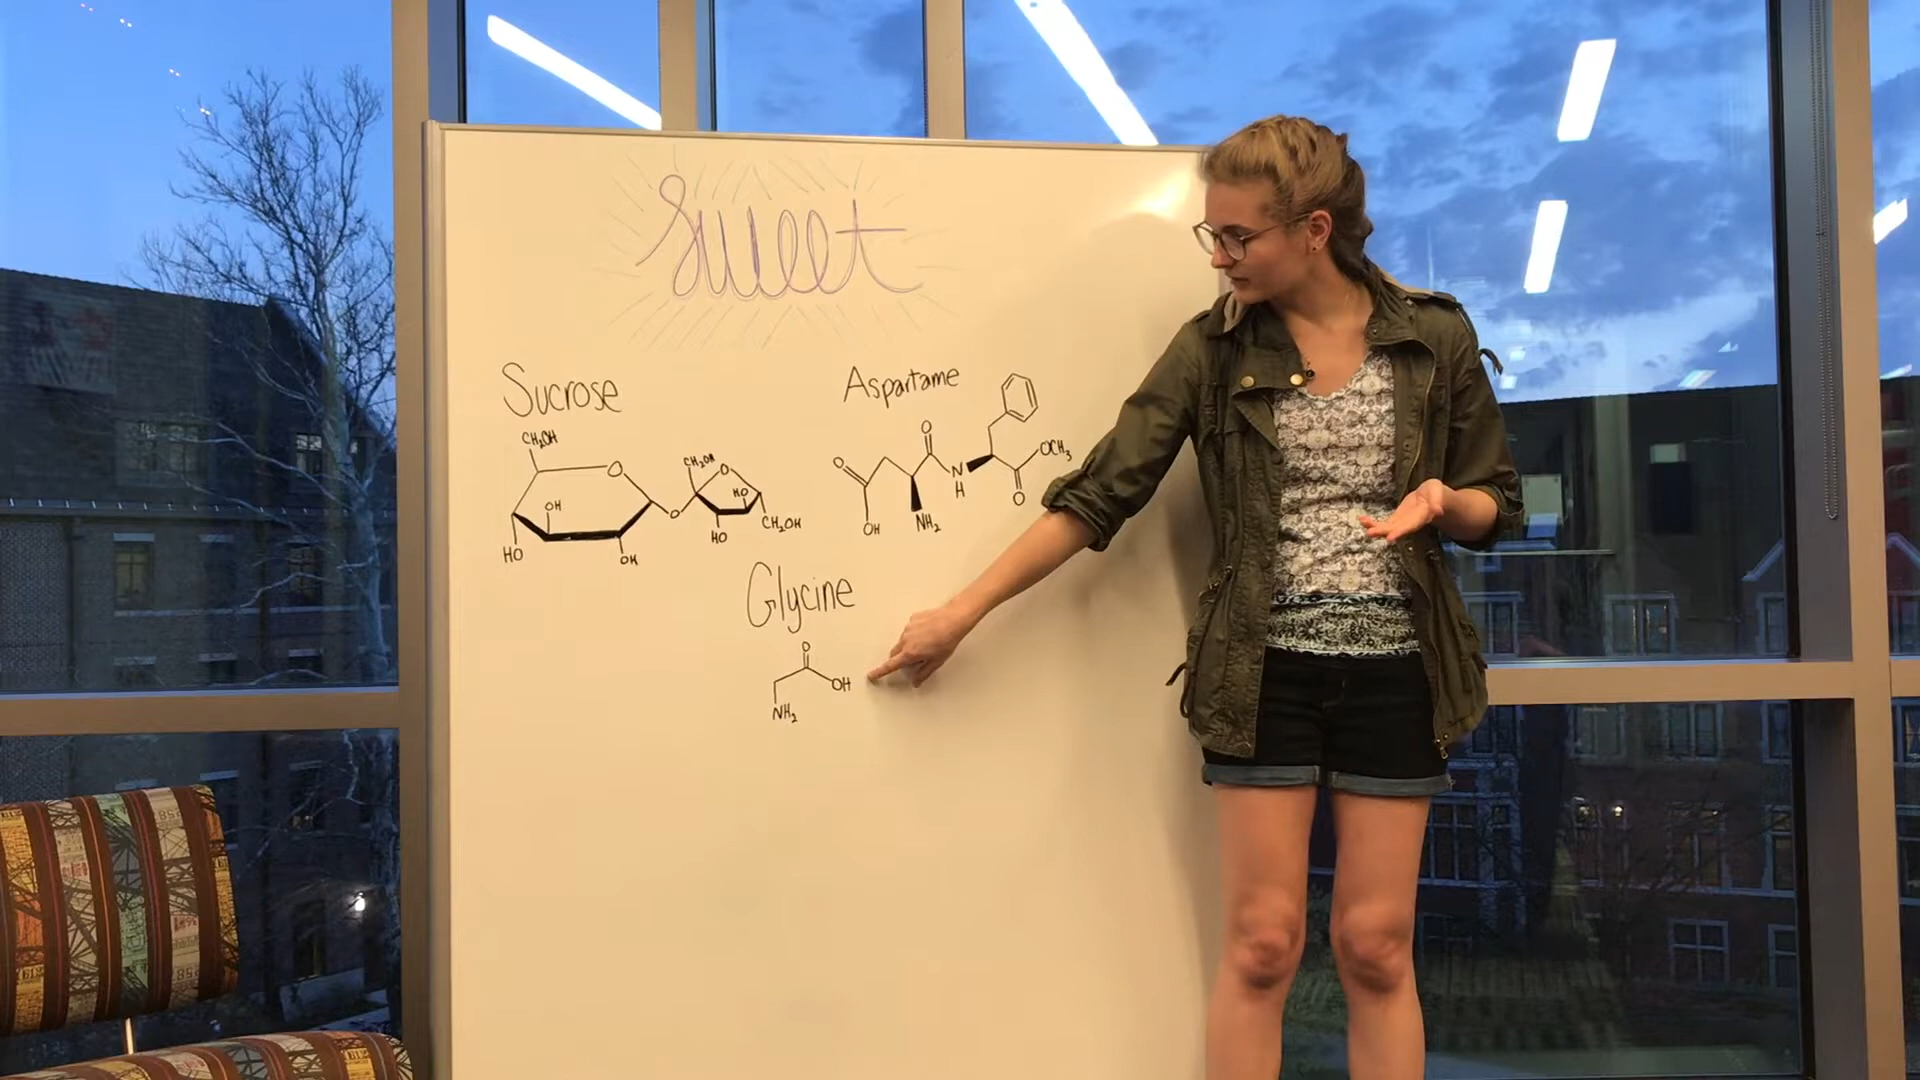 Sweet
Sucrose
CH₂OH
O
OH
HO
OH
O
CH₂OH
O
HO
HO
CH₂OH
Aspartame
O
OH
NH₂
O
N
H
O
OCH₃
Glycine
O
OH
NH₂